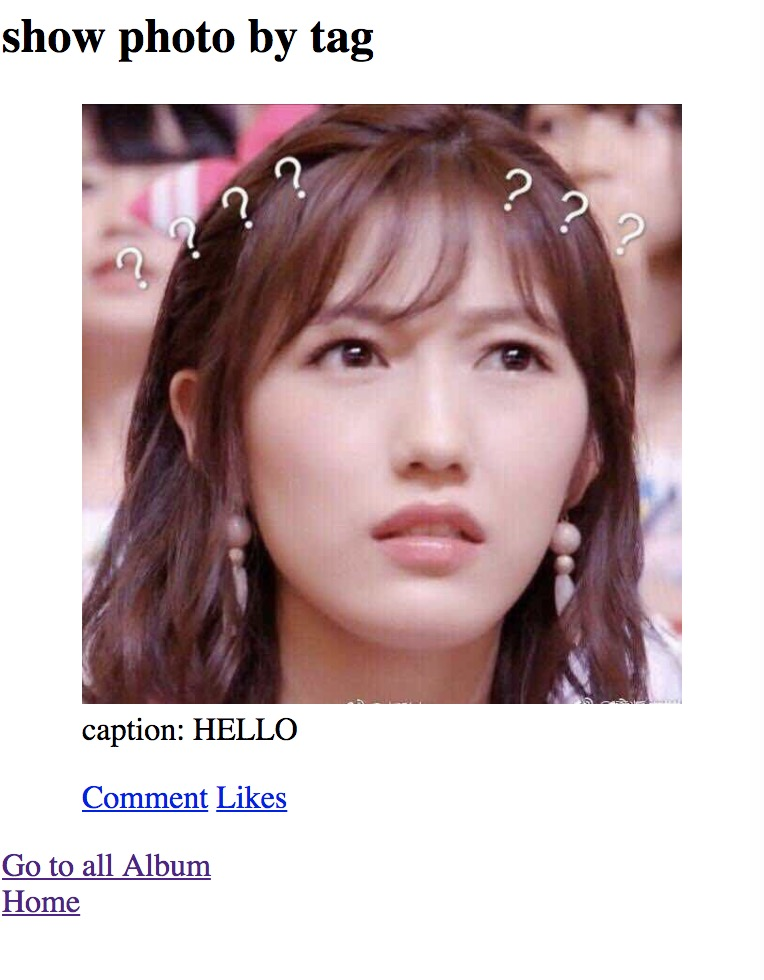 show photo by tag
? ? ? ? ? ? ?
caption: HELLO
Comment Likes
Go to all Album
Home